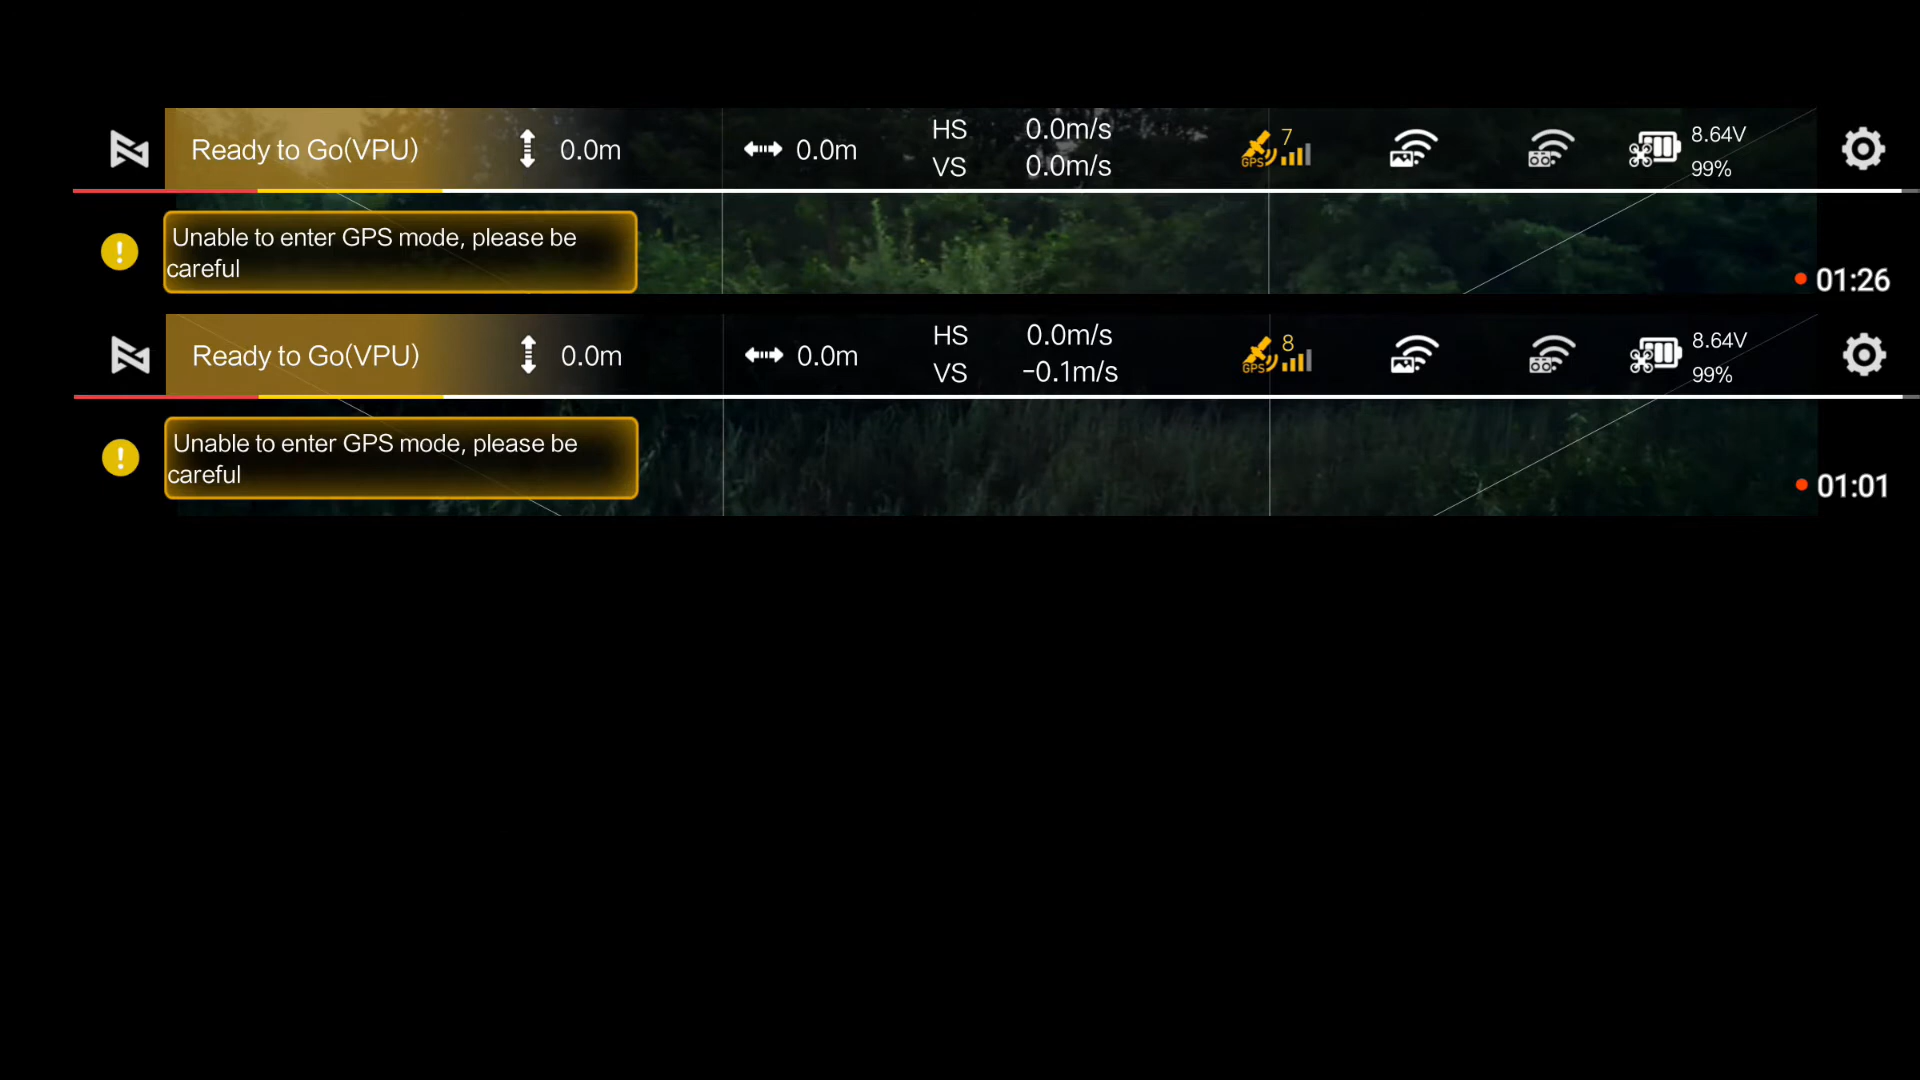 Ready to Go(VPU) 0.0m 0.0m HS 0.0m/s GPS 7 8.64V
VS 0.0m/s 99%
Unable to enter GPS mode, please be
careful
01:26
Ready to Go(VPU) 0.0m 0.0m HS 0.0m/s GPS 8 8.64V
VS -0.1m/s 99%
Unable to enter GPS mode, please be
careful
01:01